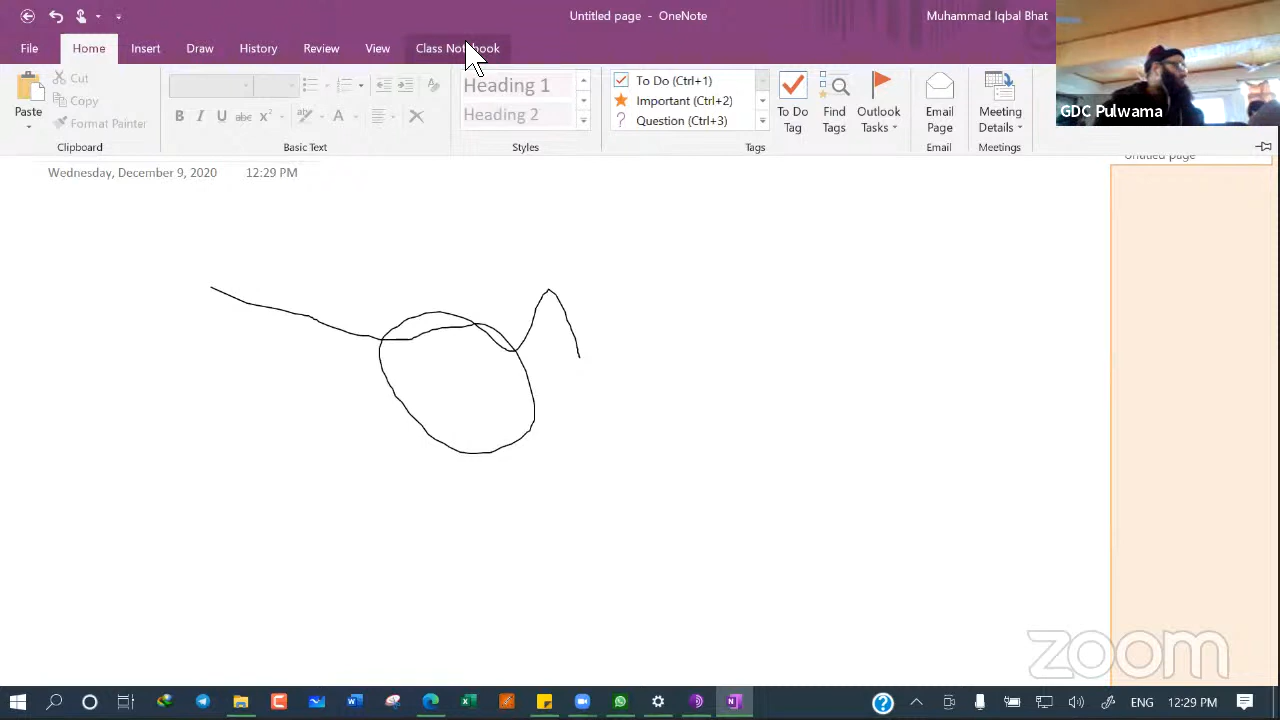 Untitled page - OneNote
Muhammad Iqbal Bhat
File
Home
Insert
Draw
History
Review
View
Class Notebook
Paste
Cut
Copy
Format Painter
Clipboard
B I U abc x²
A
Basic Text
Heading 1
Heading 2
Styles
To Do (Ctrl+1)
Important (Ctrl+2)
Question (Ctrl+3)
To Do
Tag
Find
Tags
Tags
Outlook
Tasks
Email
Page
Email
Meeting
Details
Meetings
GDC Pulwama
Untitled page
Wednesday, December 9, 2020 12:29 PM
zoom
ENG 12:29 PM